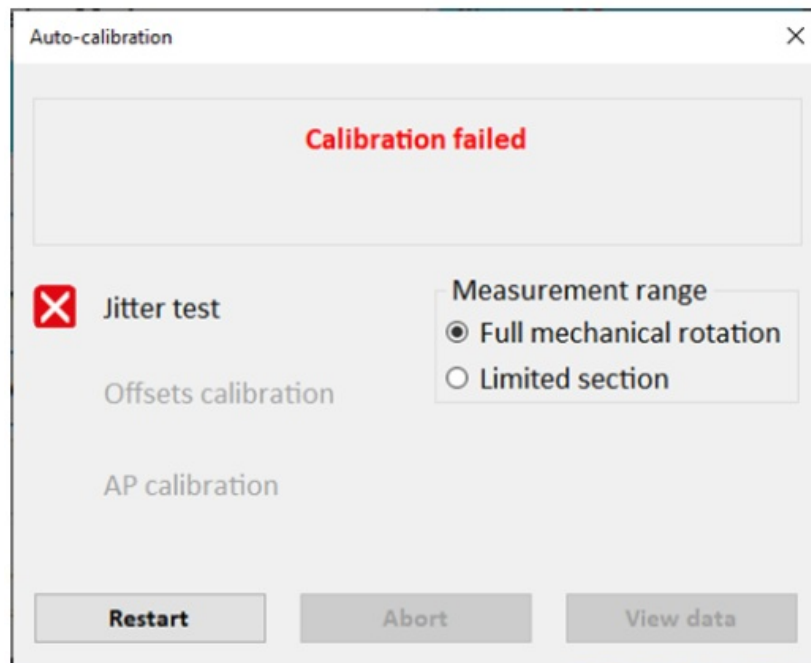 Auto-calibration
Calibration failed
Jitter test
Offsets calibration
AP calibration
Measurement range
Full mechanical rotation
Limited section
Restart
Abort
View data